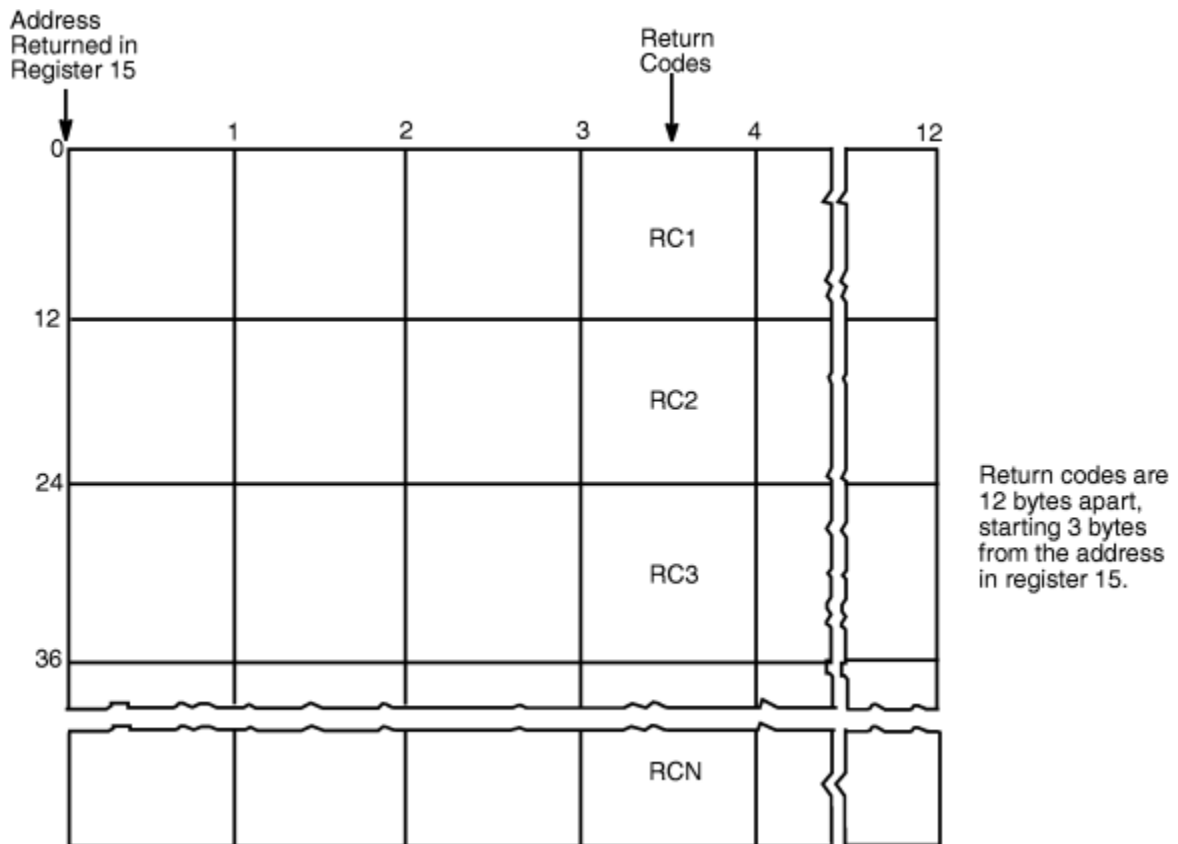 Address
Returned in
Register 15
Return
Codes
1 2 3 4 12
0
RC1
12
RC2
24
Return codes are
12 bytes apart,
starting 3 bytes
from the address
in register 15.
RC3
36
RCN